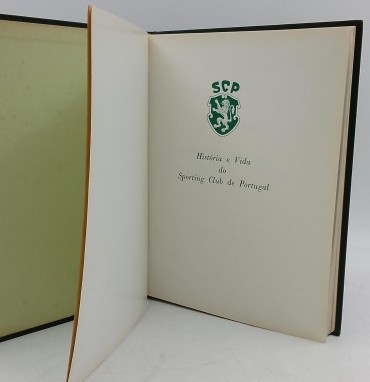 SCP
História e Vida
do
Sporting Club de Portugal